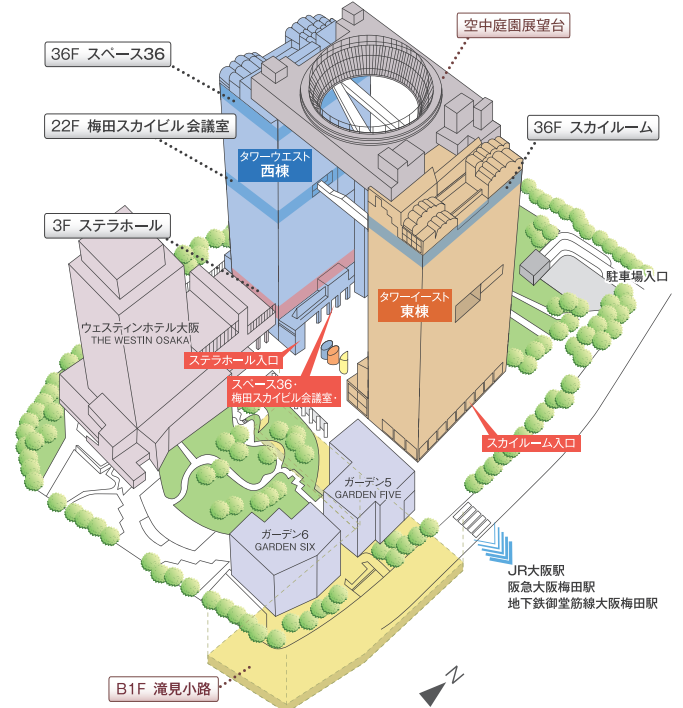 空中庭園展望台
36F スペース36
22F 梅田スカイビル会議室
36F スカイルーム
タワーウエスト
西棟
3F ステラホール
駐車場入口
タワーイースト
東棟
ウェスティンホテル大阪
THE WESTIN OSAKA
ステラホール入口
スペース36・
梅田スカイビル会議室・
スカイルーム入口
ガーデン5
GARDEN FIVE
ガーデン6
GARDEN SIX
JR大阪駅
阪急大阪梅田駅
地下鉄御堂筋線大阪梅田駅
B1F 滝見小路
N